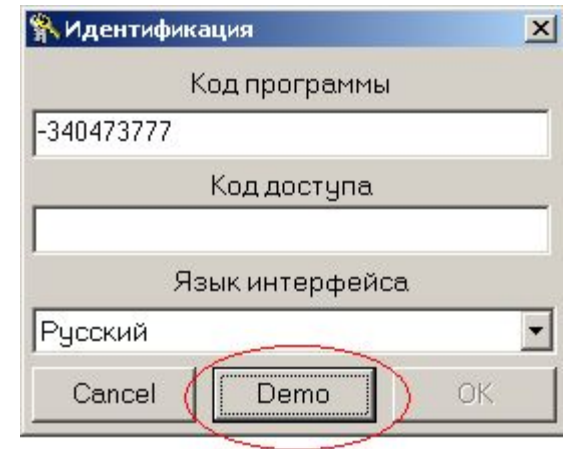 Идентификация
Код программы
-340473777
Код доступа
Язык интерфейса
Русский
Cancel Demo OK